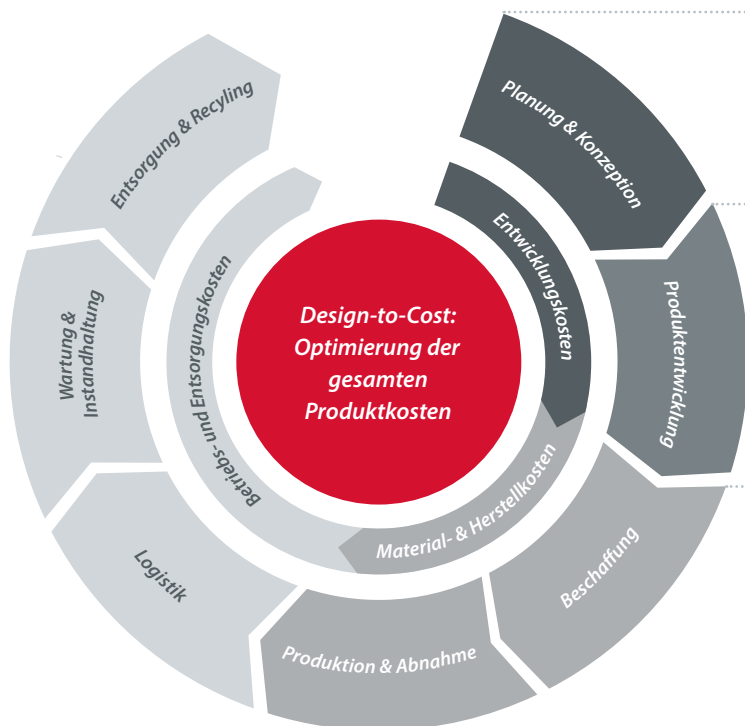 Design-to-Cost:
Optimierung der
gesamten
Produktkosten
Entwicklungskosten
Material- & Herstellkosten
Betriebs- und Entsorgungskosten
Planung & Konzeption
Produktentwicklung
Beschaffung
Produktion & Abnahme
Logistik
Wartung &
Instandhaltung
Entsorgung & Recyling